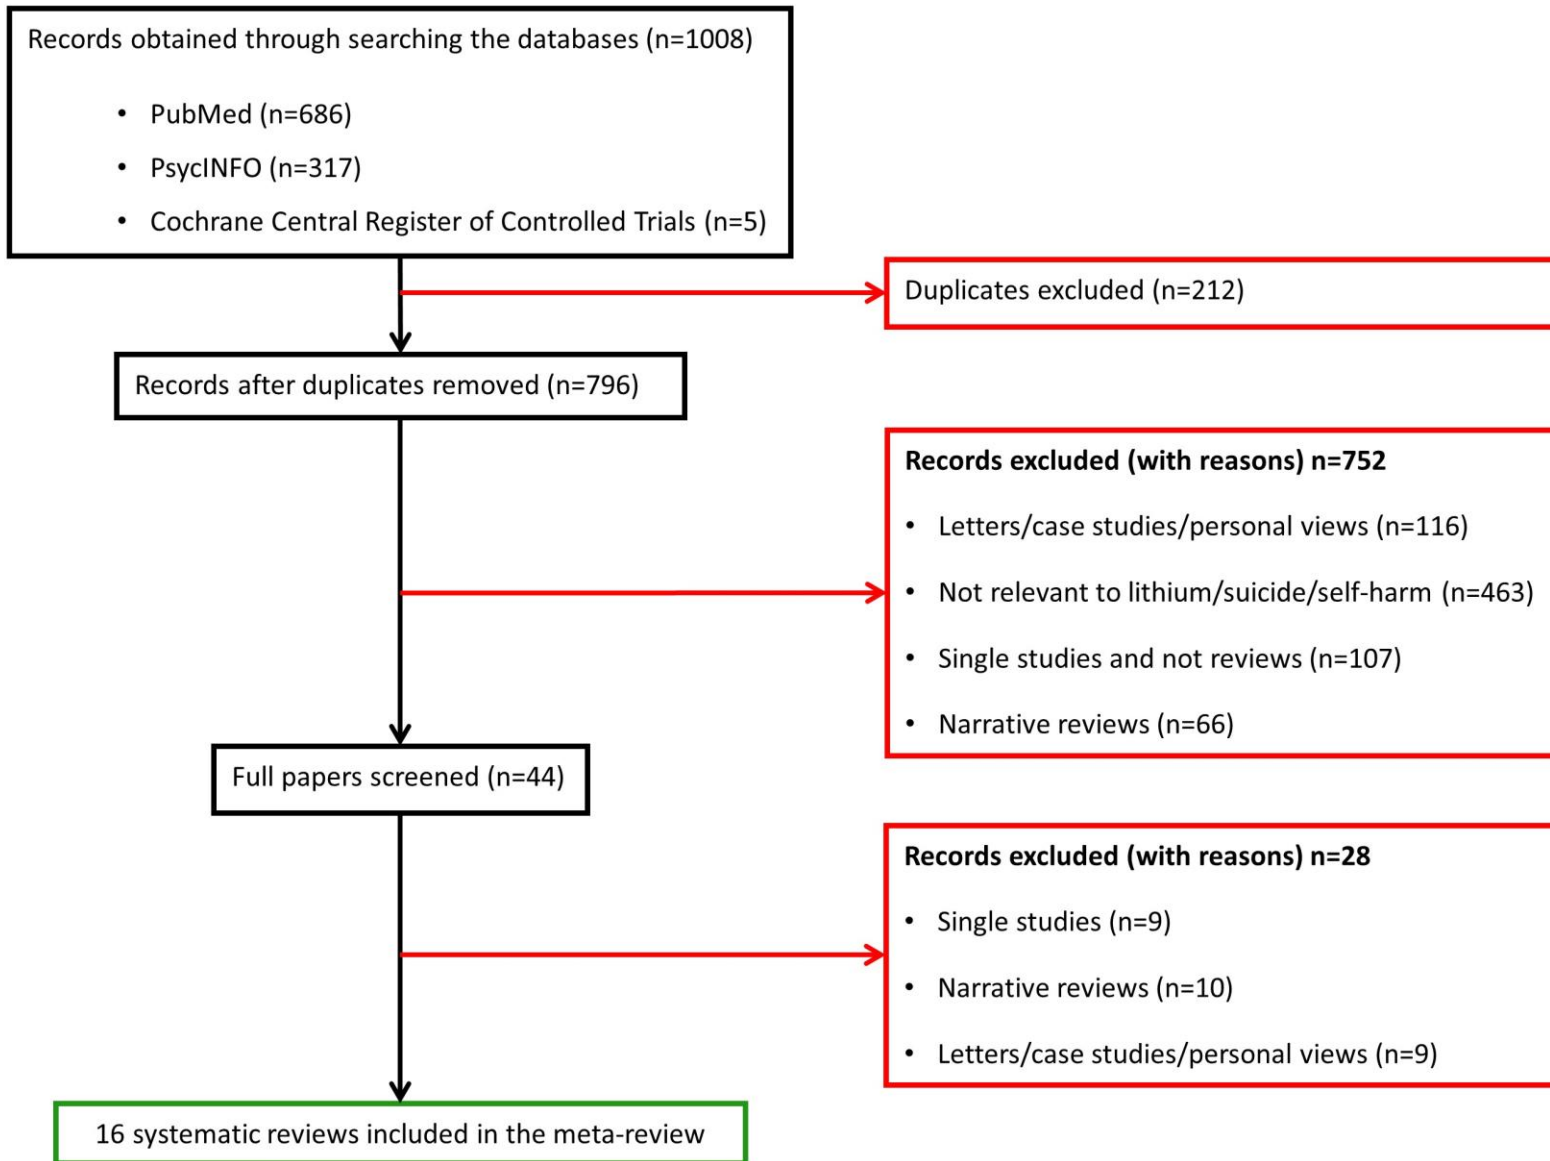 Records obtained through searching the databases (n=1008)
• PubMed (n=686)
• PsycINFO (n=317)
• Cochrane Central Register of Controlled Trials (n=5)
Duplicates excluded (n=212)
Records after duplicates removed (n=796)
Records excluded (with reasons) n=752
• Letters/case studies/personal views (n=116)
• Not relevant to lithium/suicide/self-harm (n=463)
• Single studies and not reviews (n=107)
• Narrative reviews (n=66)
Full papers screened (n=44)
Records excluded (with reasons) n=28
• Single studies (n=9)
• Narrative reviews (n=10)
• Letters/case studies/personal views (n=9)
16 systematic reviews included in the meta-review